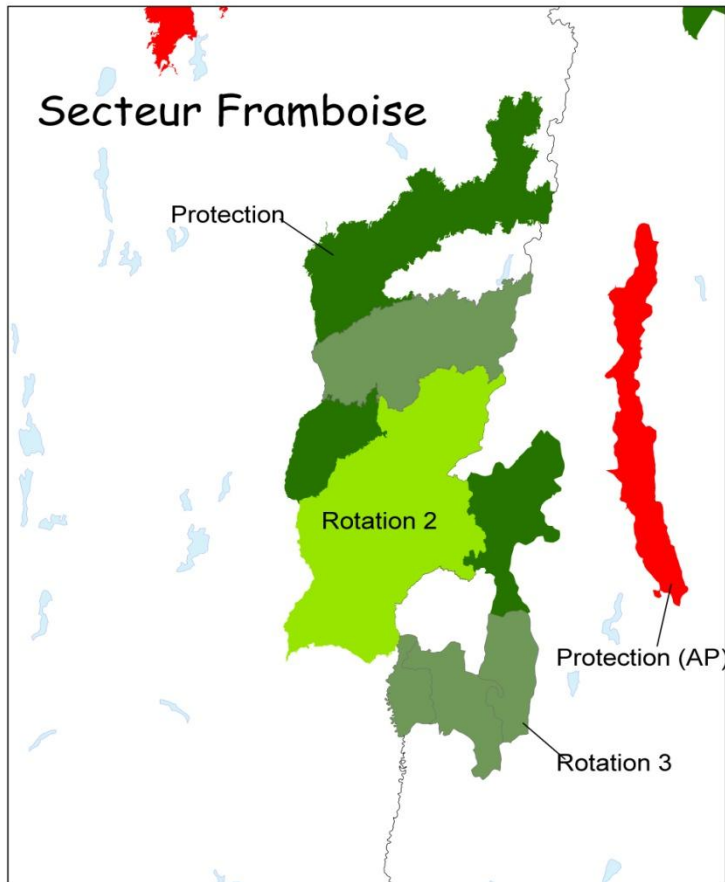 Secteur Framboise
Protection
Rotation 2
Protection (AP)
Rotation 3